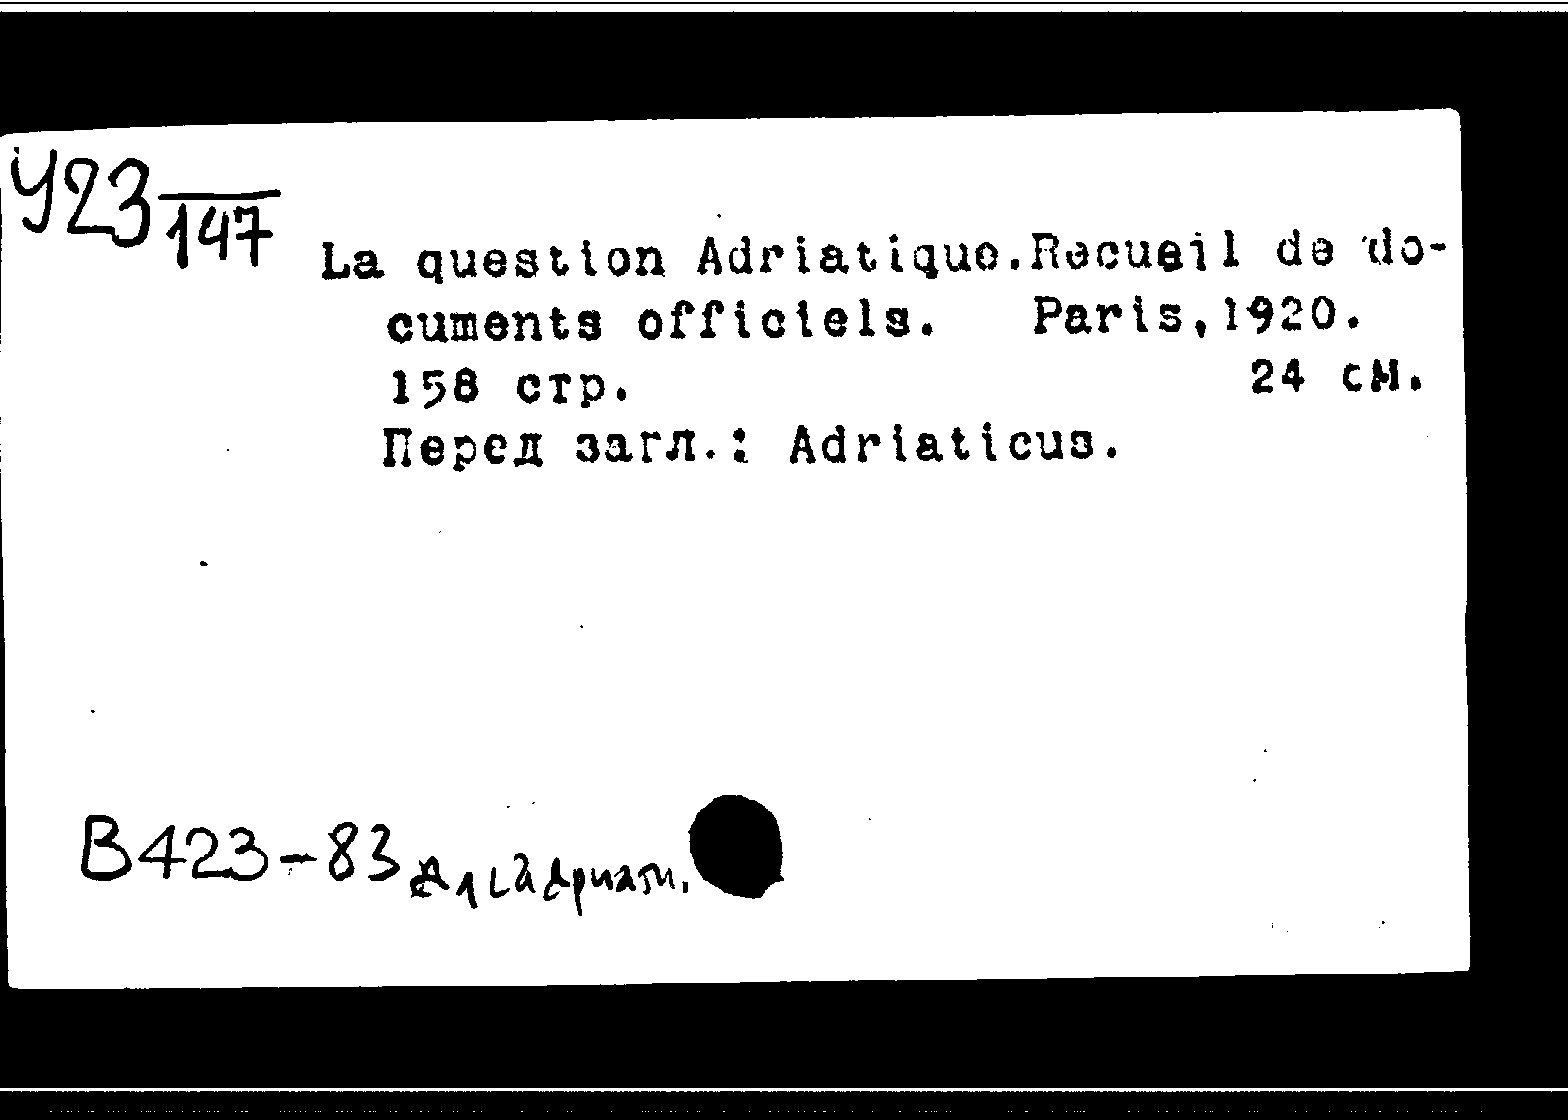 У23/147
La question Adriatique.Recueil de do-
cuments officiels. Paris,1920.
158 стр. 24 см.
Перед загл.: Adriaticus.
В423-83